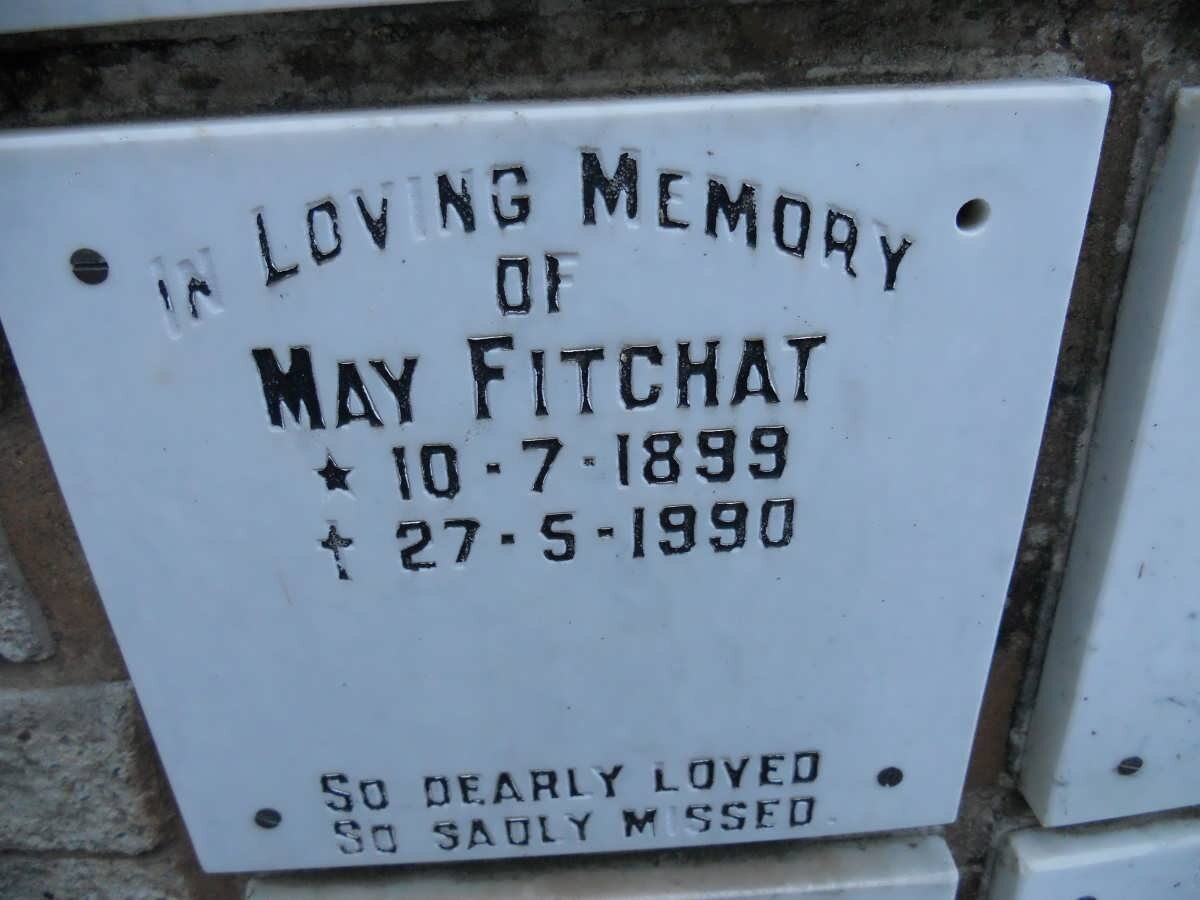 IN LOVING MEMORY
OF
MAY FITCHAT
★ 10-7-1899
† 27-5-1990
SO DEARLY LOVED
SO SADLY MISSED.